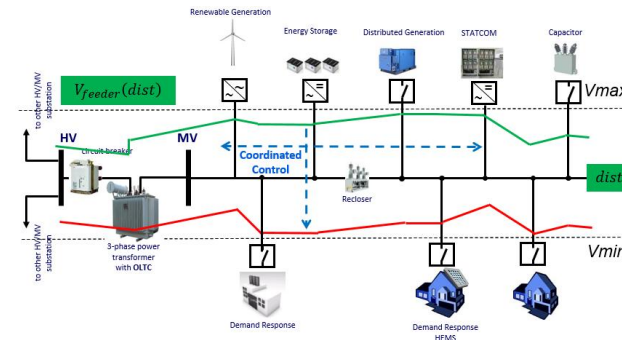 Renewable Generation
Energy Storage
Distributed Generation
STATCOM
Capacitor
to other HV/MV
substation
V_feeder(dist)
~
=
~
=
~
Vmax
HV
MV
circuit breaker
Coordinated
Control
dist
Recloser
3-phase power
transformer
with OLTC
to other HV/MV
substation
Vmin
Demand Response
Demand Response
HEMS